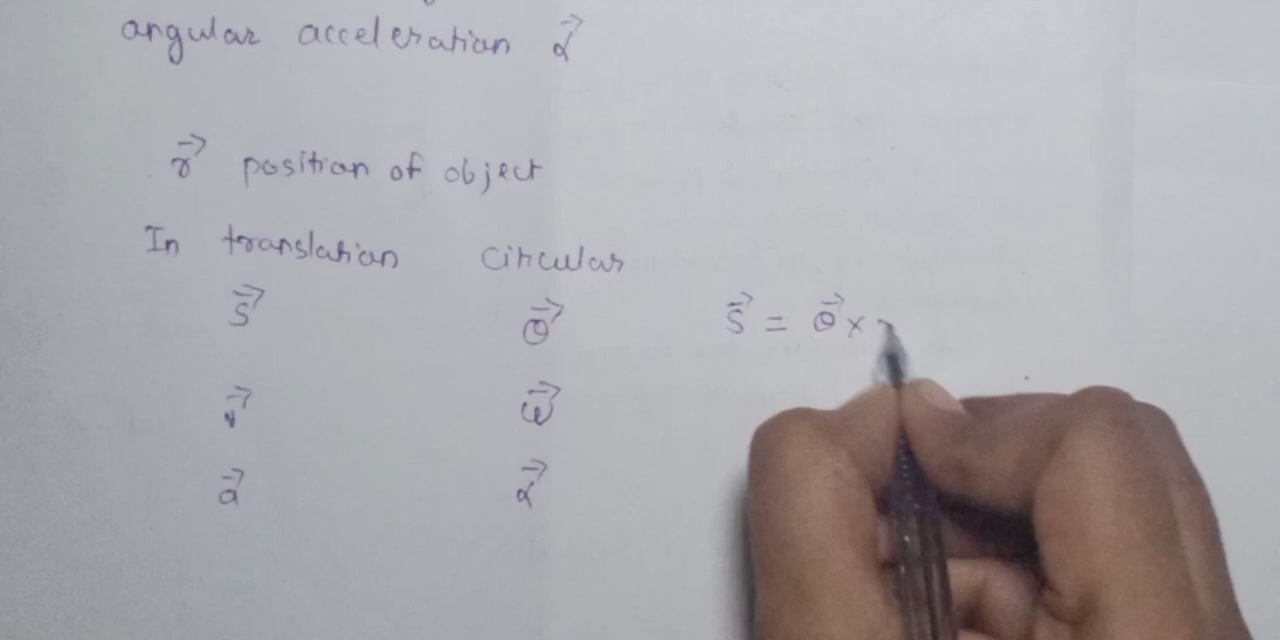 angular acceleration α⃗
r⃗ position of object
In translation circular
s⃗ θ⃗ s⃗ = θ⃗ ×
v⃗ ω⃗
a⃗ α⃗